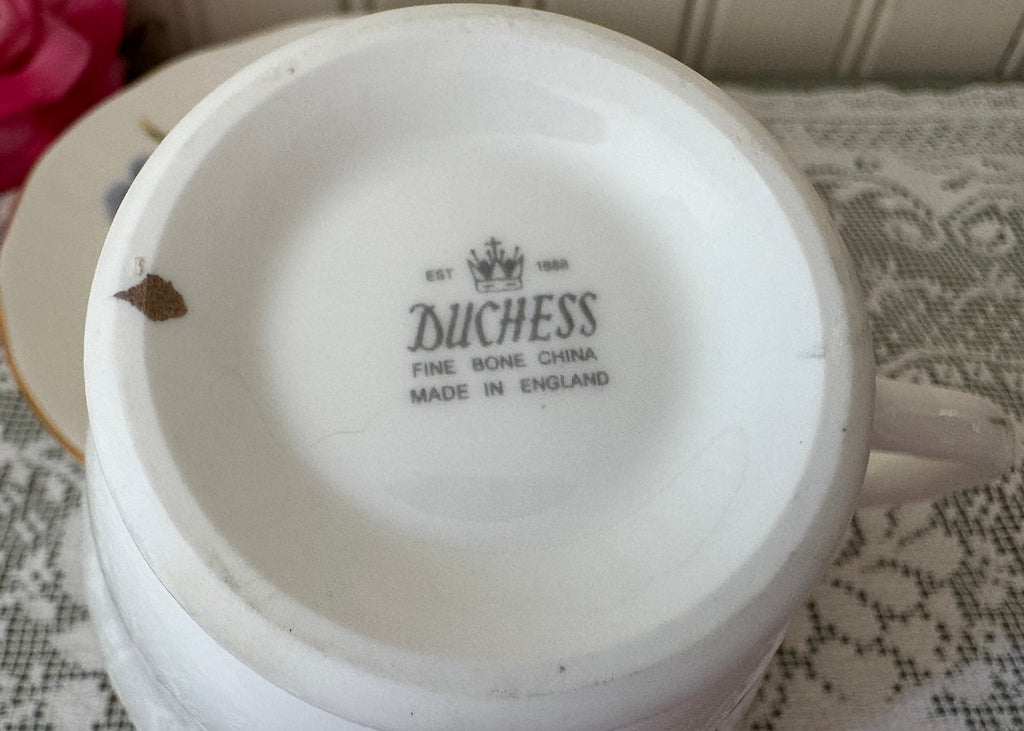 EST 1888
DUCHESS
FINE BONE CHINA
MADE IN ENGLAND